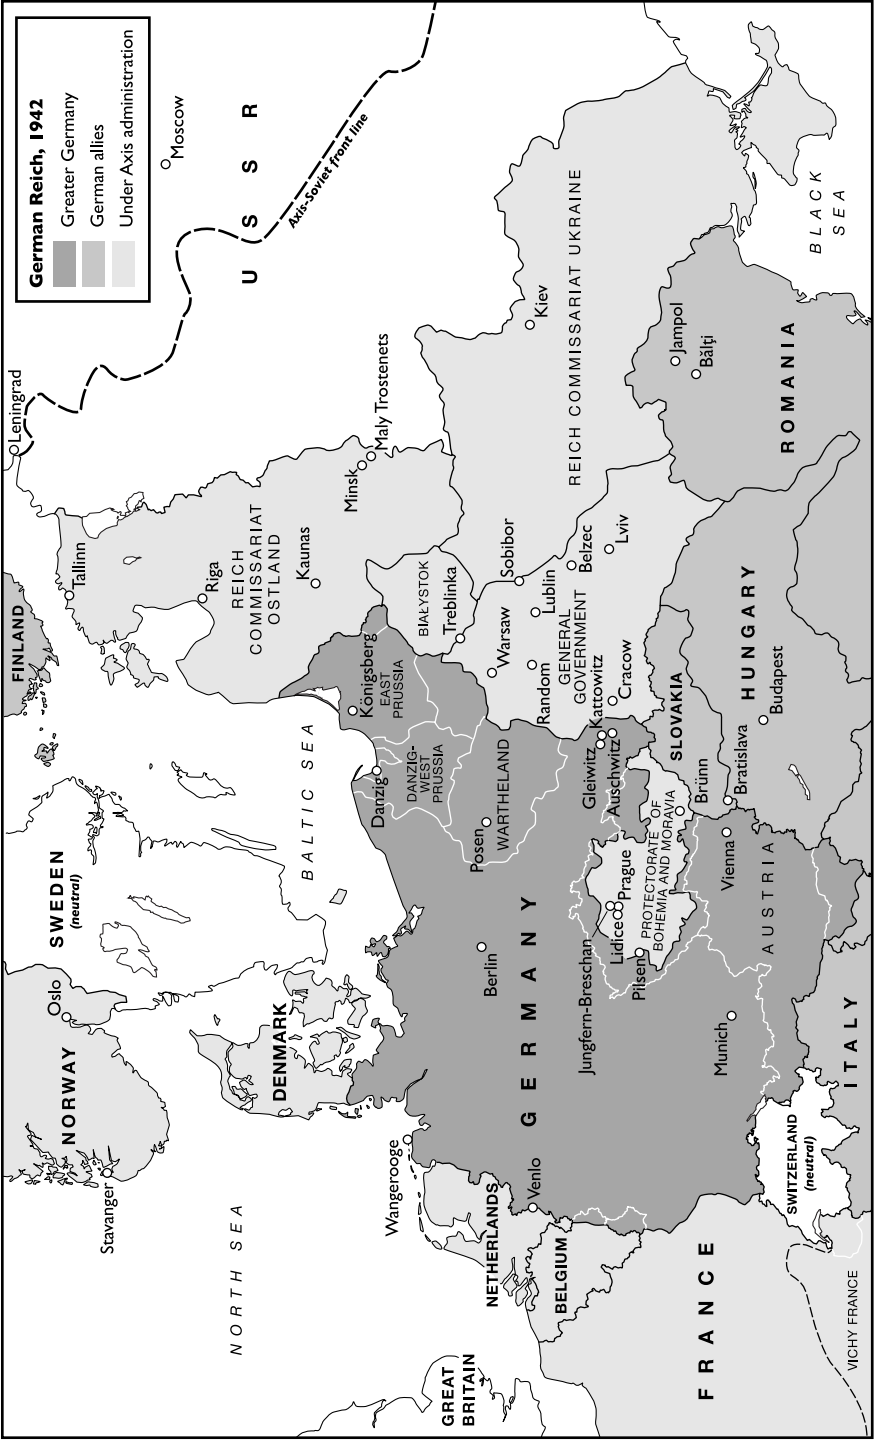 German Reich, 1942
Greater Germany
German allies
Under Axis administration
Moscow
U S S R
Axis–Soviet front line
Leningrad
FINLAND
Tallinn
Riga
REICH
COMMISSARIAT
OSTLAND
Kaunas
Minsk
Maly Trostenets
Kiev
REICH COMMISSARIAT UKRAINE
BLACK
SEA
Jampol
Bălţi
ROMANIA
SWEDEN
(neutral)
BALTIC SEA
Königsberg
EAST
PRUSSIA
BIAŁYSTOK
Treblinka
Sobibor
Warsaw
Lublin
Belzec
Lviv
Random
GENERAL
GOVERNMENT
Kattowitz
Cracow
Danzig
DANZIG-
WEST
PRUSSIA
Posen
WARTHELAND
Gleiwitz
Auschwitz
SLOVAKIA
HUNGARY
Budapest
Brünn
Bratislava
NORWAY
Oslo
Stavanger
DENMARK
NORTH SEA
Berlin
GERMANY
Prague
Lidice
Jungfern-Breschan
Pilsen
PROTECTORATE OF
BOHEMIA AND MORAVIA
Vienna
AUSTRIA
Munich
ITALY
Wangerooge
NETHERLANDS
Venlo
BELGIUM
SWITZERLAND
(neutral)
GREAT
BRITAIN
FRANCE
VICHY FRANCE